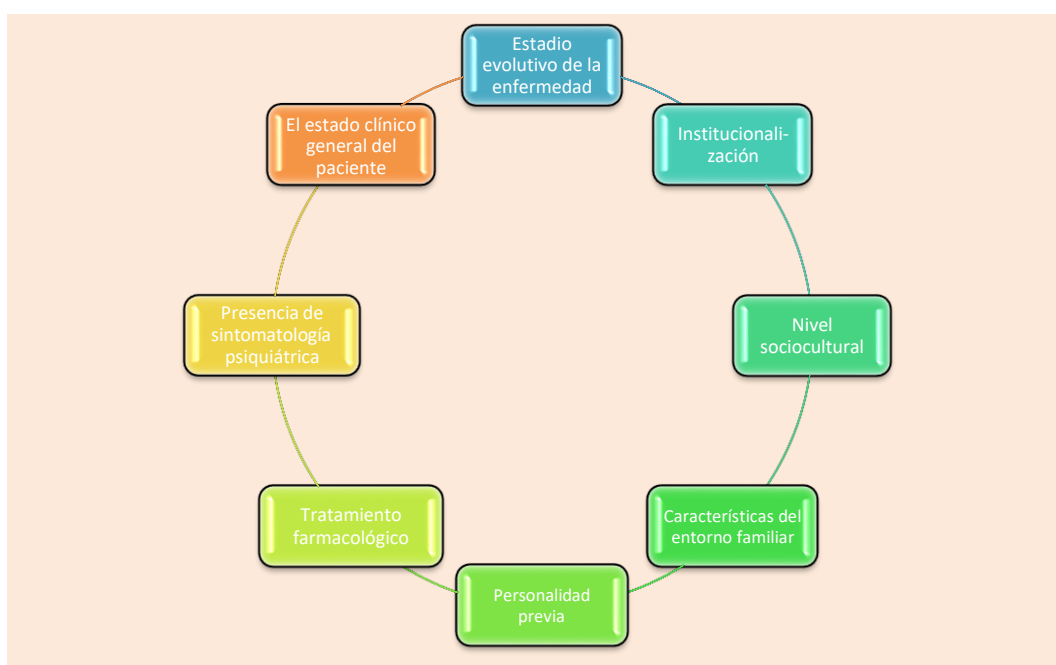 Estadio
evolutivo de la
enfermedad
Institucionali-
zación
Nivel
sociocultural
Características del
entorno familiar
Personalidad
previa
Tratamiento
farmacológico
Presencia de
sintomatología
psiquiátrica
El estado clínico
general del
paciente